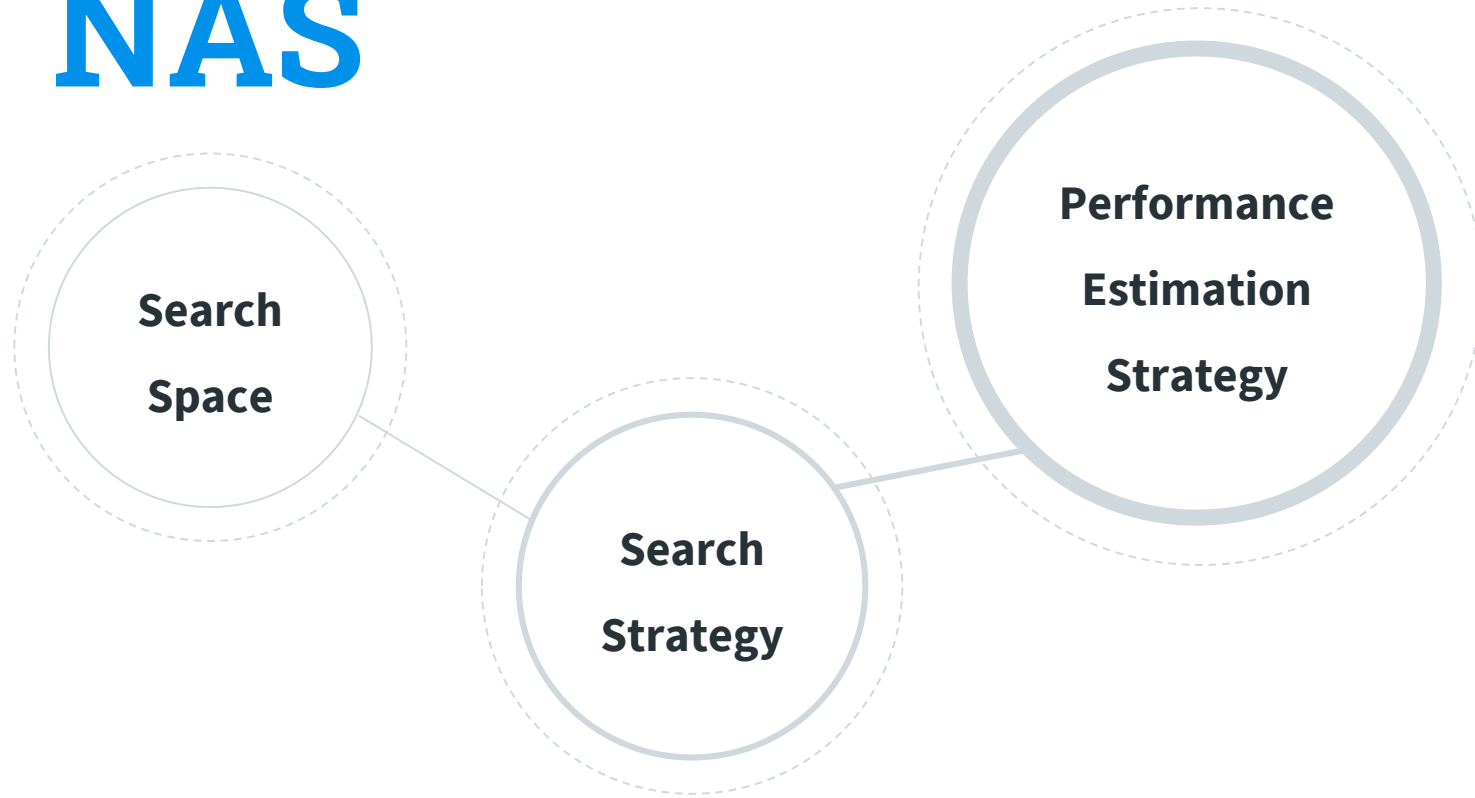 NAS
Search
Space
Search
Strategy
Performance
Estimation
Strategy